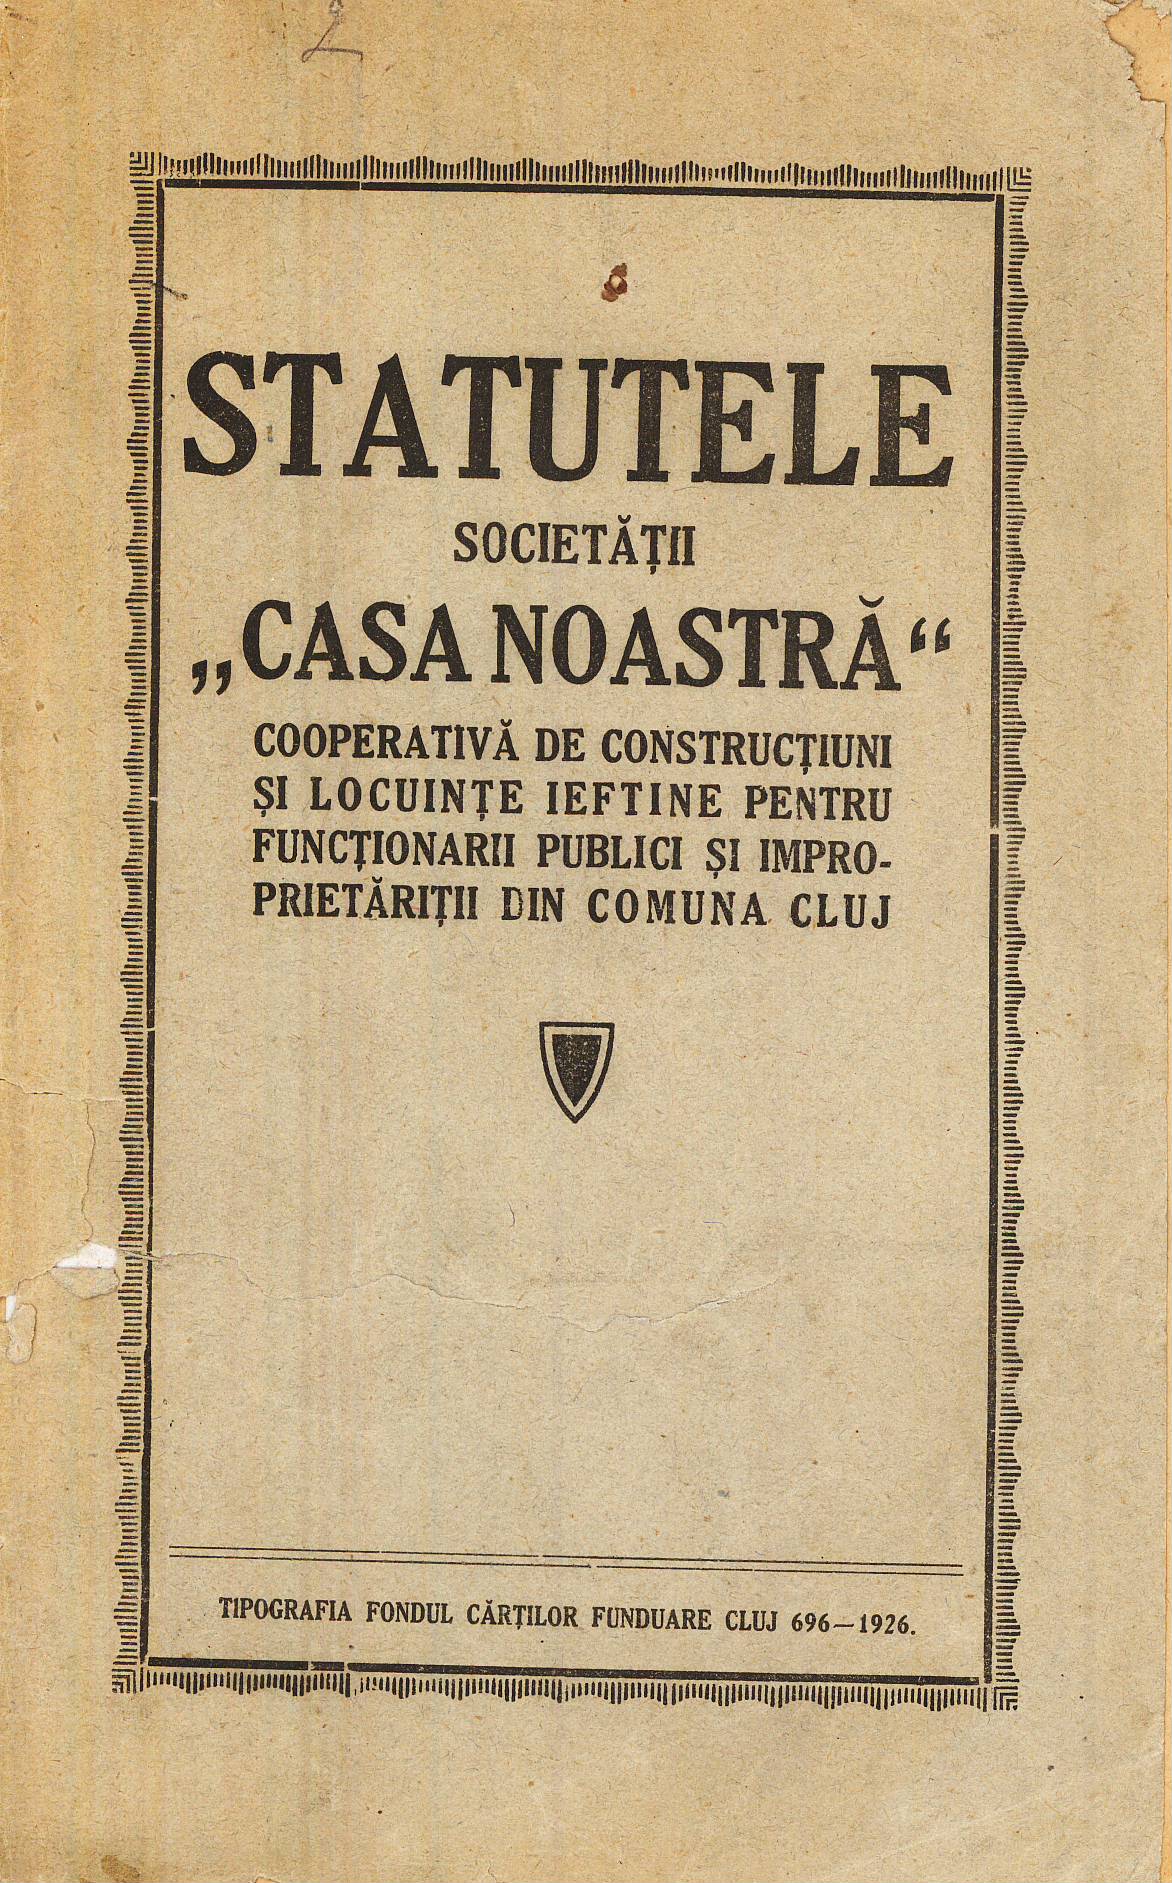 2
STATUTELE
SOCIETĂȚII
„CASA NOASTRĂ“
COOPERATIVĂ DE CONSTRUCȚIUNI
ȘI LOCUINȚE IEFTINE PENTRU
FUNCȚIONARII PUBLICI ȘI IMPRO-
PRIETĂRIȚII DIN COMUNA CLUJ
TIPOGRAFIA FONDUL CĂRȚILOR FUNDUARE CLUJ 696—1926.